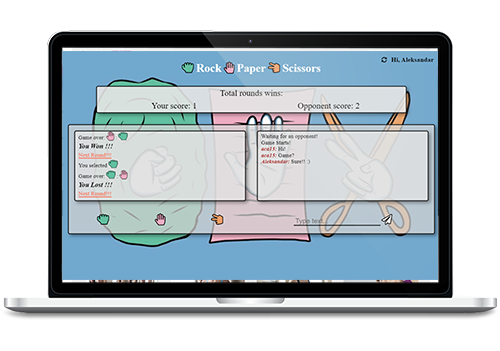 Rock Paper Scissors
Hi, Aleksandar
Total rounds wins:
Your score: 1 Opponent score: 2
Game over:
You Won !!!
Next Round!!!
You selected
Game over:
You Lost !!!
Next Round!!!
Waiting for an opponent!
Game Starts!
aca15: Hi!
aca15: Game?
Aleksandar: Sure!! :)
Type text...